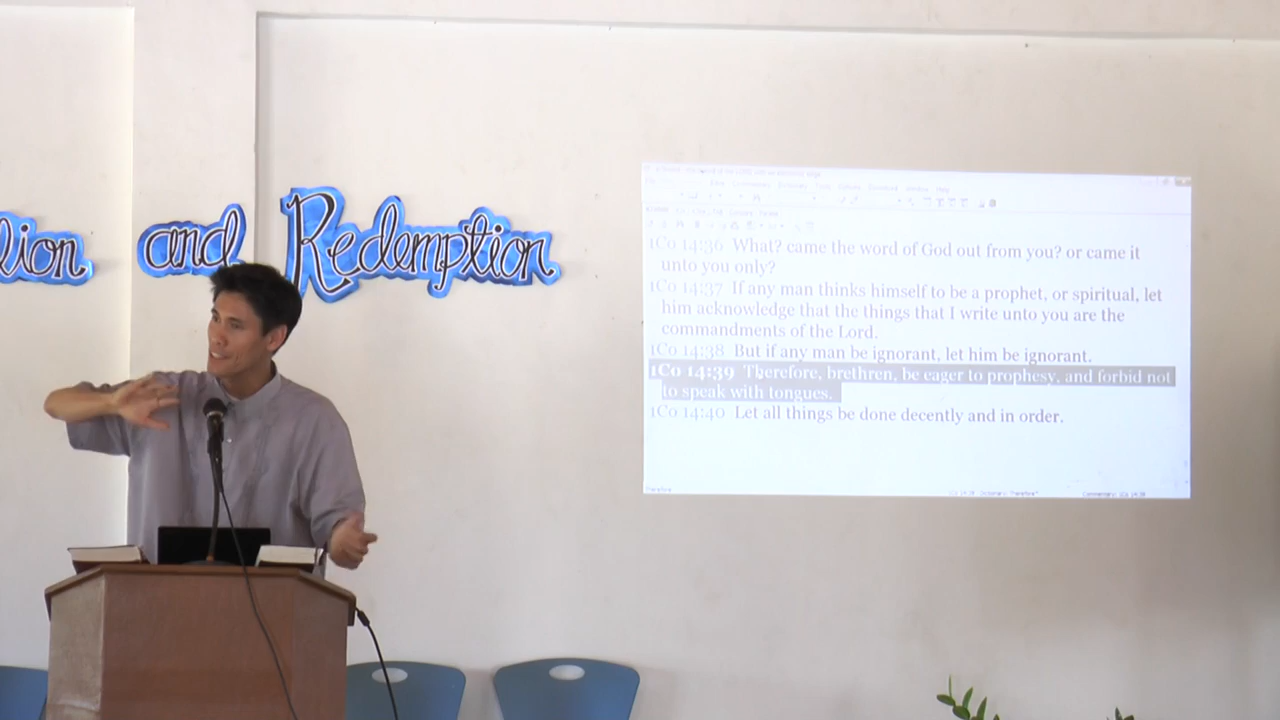 and Redemption
1Co 14:36 What? came the word of God out from you? or came it
unto you only?
1Co 14:37 If any man thinks himself to be a prophet, or spiritual, let
him acknowledge that the things that I write unto you are the
commandments of the Lord.
1Co 14:38 But if any man be ignorant, let him be ignorant.
1Co 14:39 Therefore, brethren, be eager to prophesy, and forbid not
to speak with tongues.
1Co 14:40 Let all things be done decently and in order.